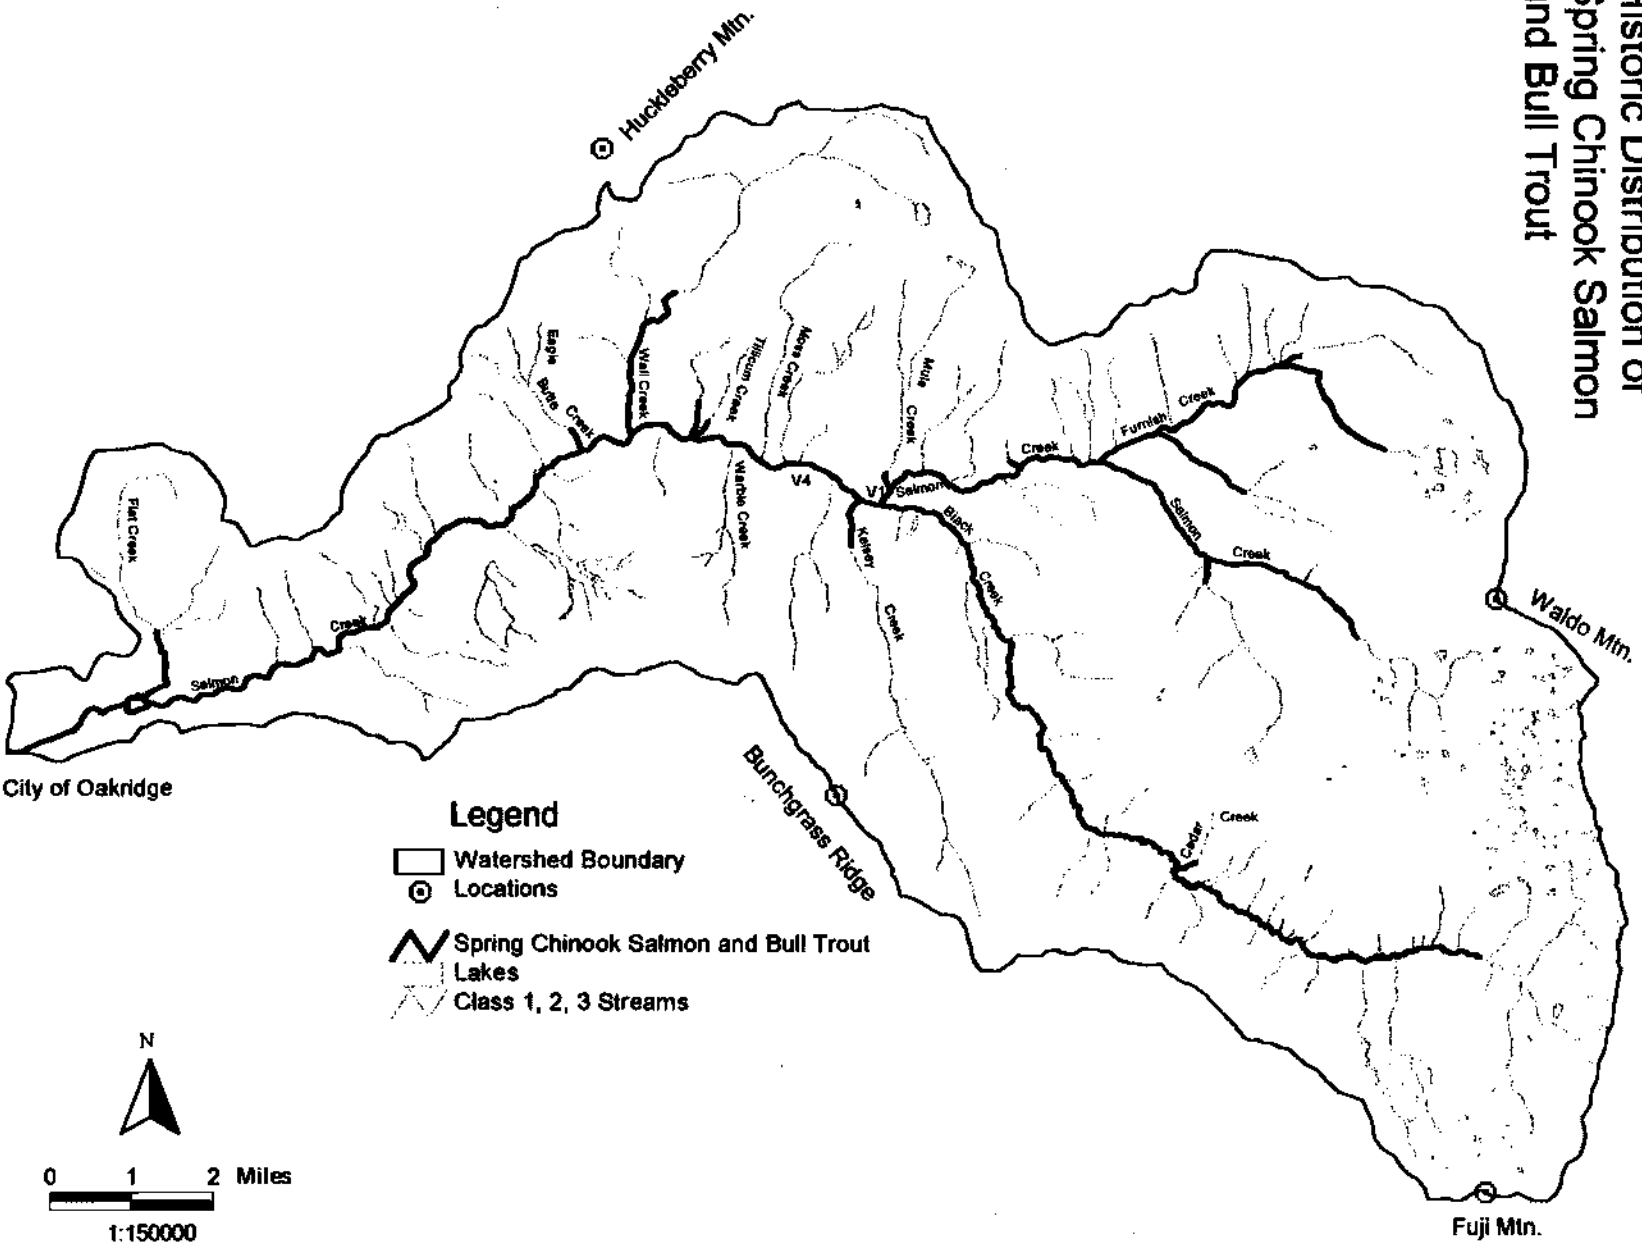 Historic Distribution of
Spring Chinook Salmon
and Bull Trout
Huckleberry Mtn.
Eagle
Butte
Creek
Wall Creek
Tillicum Creek
Moss Creek
Mule
Creek
Furnish
Creek
Creek
Flat Creek
Warble Creek
V4
V1
Salmon
Black
Creek
Kelsey
Creek
Salmon
Creek
Creek
Salmon
Waldo Mtn.
City of Oakridge
Bunchgrass Ridge
Cedar
Creek
Legend
Watershed Boundary
Locations
Spring Chinook Salmon and Bull Trout
Lakes
Class 1, 2, 3 Streams
N
0 1 2 Miles
1:150000
Fuji Mtn.